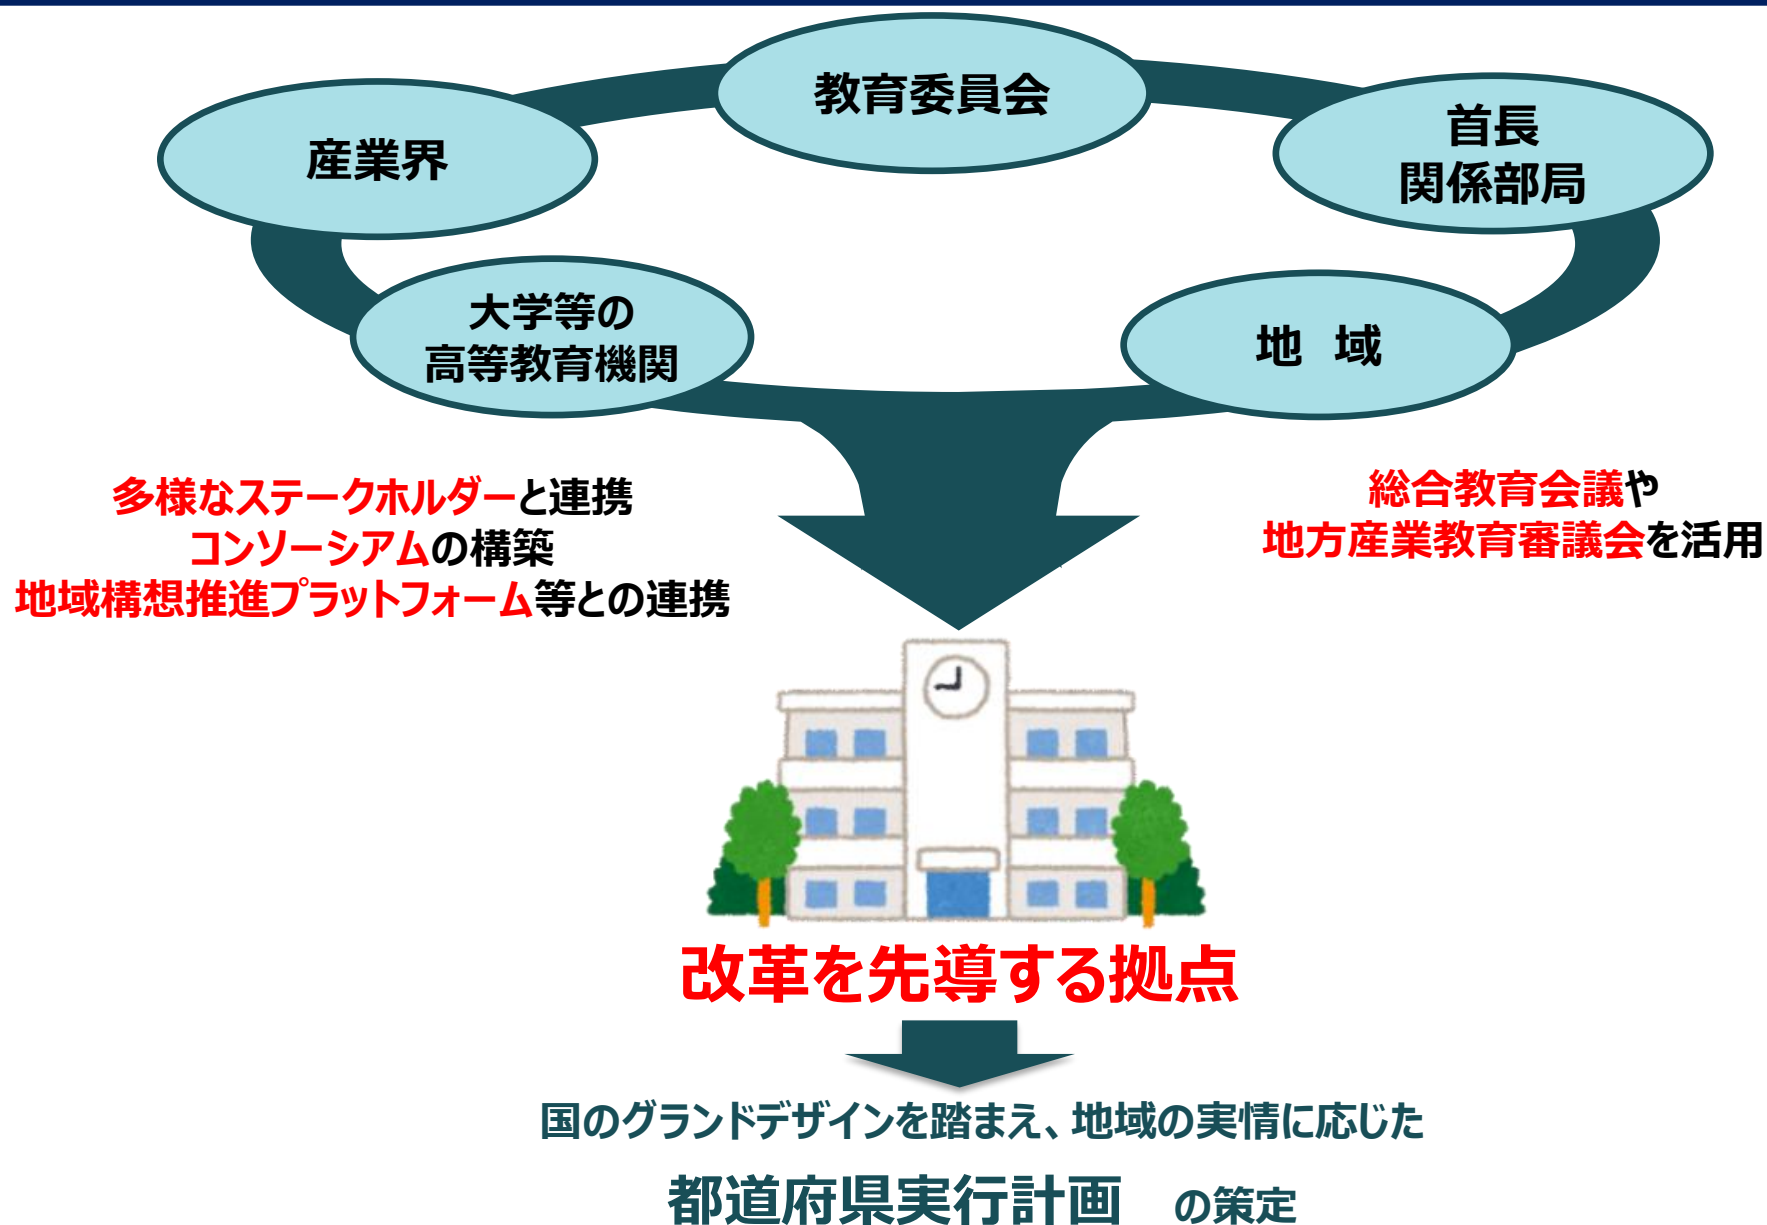 教育委員会
産業界
首長
関係部局
大学等の
高等教育機関
地　域
多様なステークホルダーと連携
コンソーシアムの構築
地域構想推進プラットフォーム等との連携
総合教育会議や
地方産業教育審議会を活用
改革を先導する拠点
国のグランドデザインを踏まえ、地域の実情に応じた
都道府県実行計画　の策定